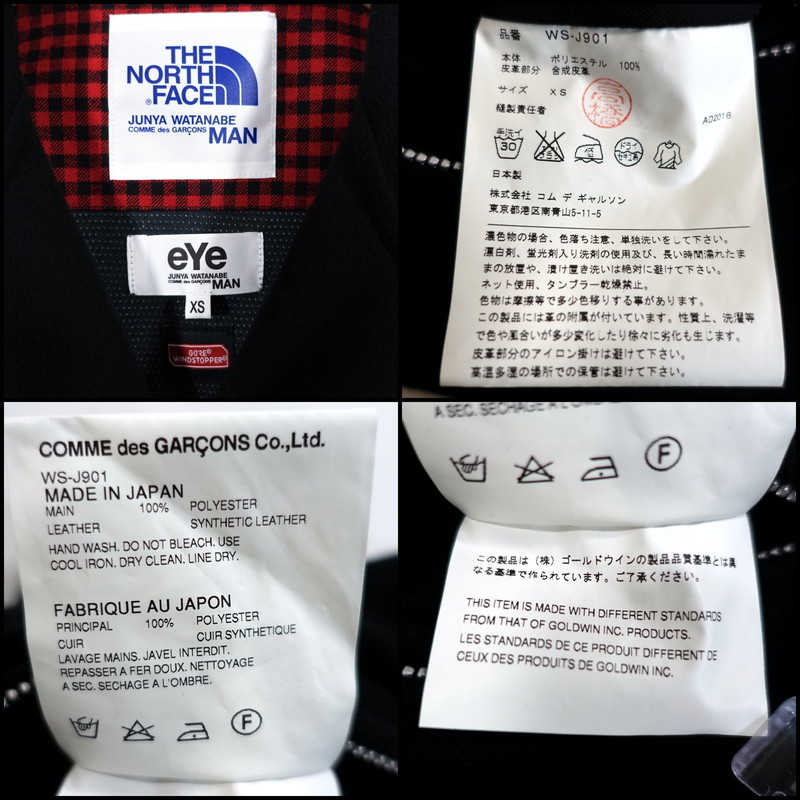 THE
NORTH
FACE
®
JUNYA WATANABE
COMME des GARÇONS MAN
eYe
JUNYA WATANABE
COMME des GARÇONS MAN
XS
GORE®
WINDSTOPPER®
品番 WS-J901
本体 ポリエステル 100%
皮革部分 合成皮革
サイズ XS
縫製責任者
高橋
AD2016
手洗イ
30
ドライ
セキユ系
日本製
株式会社 コム デ ギャルソン
東京都港区南青山5-11-5
濃色物の場合、色落ち注意、単独洗いをして下さい。
漂白剤、蛍光剤入り洗剤の使用及び、長い時間濡れたま
まの放置や、漬け置き洗いは絶対に避けて下さい。
ネット使用、タンブラー乾燥禁止。
色物は摩擦等で多少色移りする事があります。
この製品には革の附属が付いています。性質上、洗濯等
で色や風合いが多少変化したり徐々に劣化も生じます。
皮革部分のアイロン掛けは避けて下さい。
高温多湿の場所での保管は避けて下さい。
COMME des GARÇONS Co.,Ltd.
WS-J901
MADE IN JAPAN
MAIN 100% POLYESTER
LEATHER SYNTHETIC LEATHER
HAND WASH. DO NOT BLEACH. USE
COOL IRON. DRY CLEAN. LINE DRY.
FABRIQUE AU JAPON
PRINCIPAL 100% POLYESTER
CUIR CUIR SYNTHETIQUE
LAVAGE MAINS. JAVEL INTERDIT.
REPASSER A FER DOUX. NETTOYAGE
A SEC. SECHAGE A L'OMBRE.
F
A SEC. SECHAGE A L'OMBRE.
F
この製品は(株)ゴールドウインの製品品質基準とは異
なる基準で作られています。ご了承ください。
THIS ITEM IS MADE WITH DIFFERENT STANDARDS
FROM THAT OF GOLDWIN INC. PRODUCTS.
LES STANDARDS DE CE PRODUIT DIFFERENT DE
CEUX DES PRODUITS DE GOLDWIN INC.